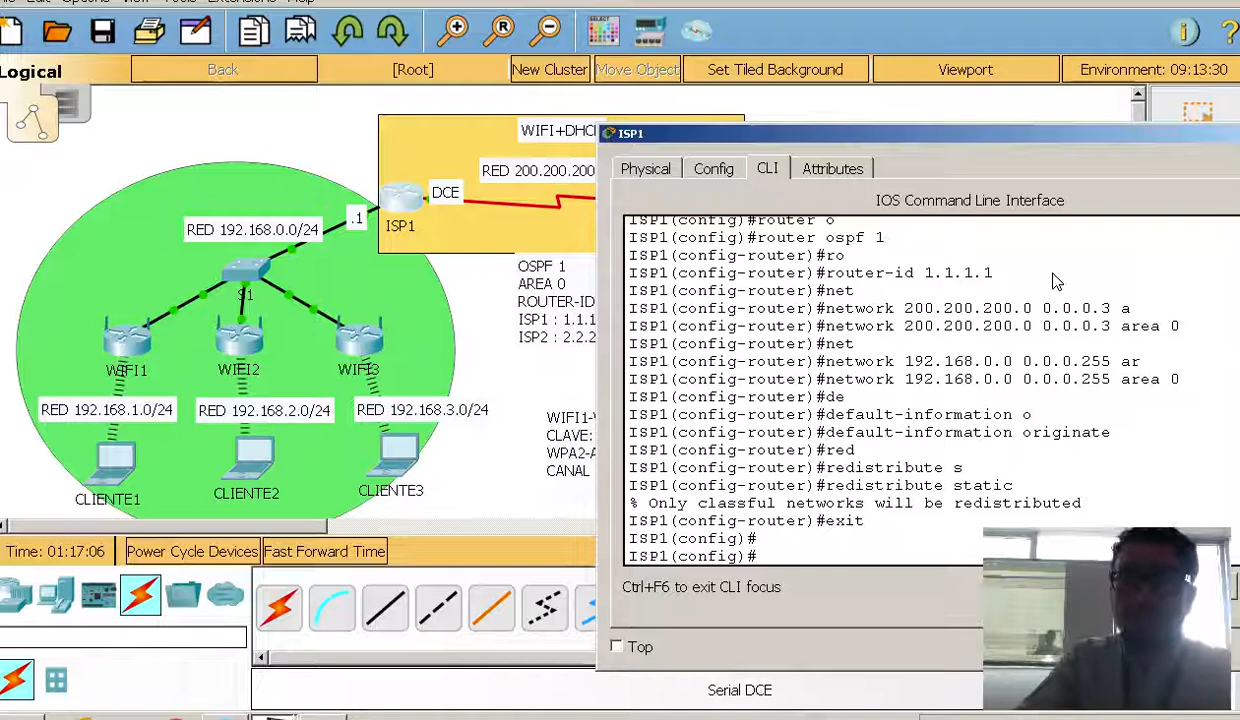 Options
Tools
Extensions
Help
Logical
Back
[Root]
New Cluster
Move Object
Set Tiled Background
Viewport
Environment: 09:13:30
WIFI+DHC
RED 200.200.200
DCE
.1
ISP1
RED 192.168.0.0/24
S1
WIFI1
WIFI2
WIFI3
RED 192.168.1.0/24
RED 192.168.2.0/24
RED 192.168.3.0/24
CLIENTE1
CLIENTE2
CLIENTE3
OSPF 1
AREA 0
ROUTER-ID
ISP1 : 1.1.1
ISP2 : 2.2.2
WIFI1-
CLAVE:
WPA2-A
CANAL
ISP1
Physical
Config
CLI
Attributes
IOS Command Line Interface
ISP1(config)#router o
ISP1(config)#router ospf 1
ISP1(config-router)#ro
ISP1(config-router)#router-id 1.1.1.1
ISP1(config-router)#net
ISP1(config-router)#network 200.200.200.0 0.0.0.3 a
ISP1(config-router)#network 200.200.200.0 0.0.0.3 area 0
ISP1(config-router)#net
ISP1(config-router)#network 192.168.0.0 0.0.0.255 ar
ISP1(config-router)#network 192.168.0.0 0.0.0.255 area 0
ISP1(config-router)#de
ISP1(config-router)#default-information o
ISP1(config-router)#default-information originate
ISP1(config-router)#red
ISP1(config-router)#redistribute s
ISP1(config-router)#redistribute static
% Only classful networks will be redistributed
ISP1(config-router)#exit
ISP1(config)#
ISP1(config)#
Ctrl+F6 to exit CLI focus
Top
Time: 01:17:06
Power Cycle Devices
Fast Forward Time
Serial DCE